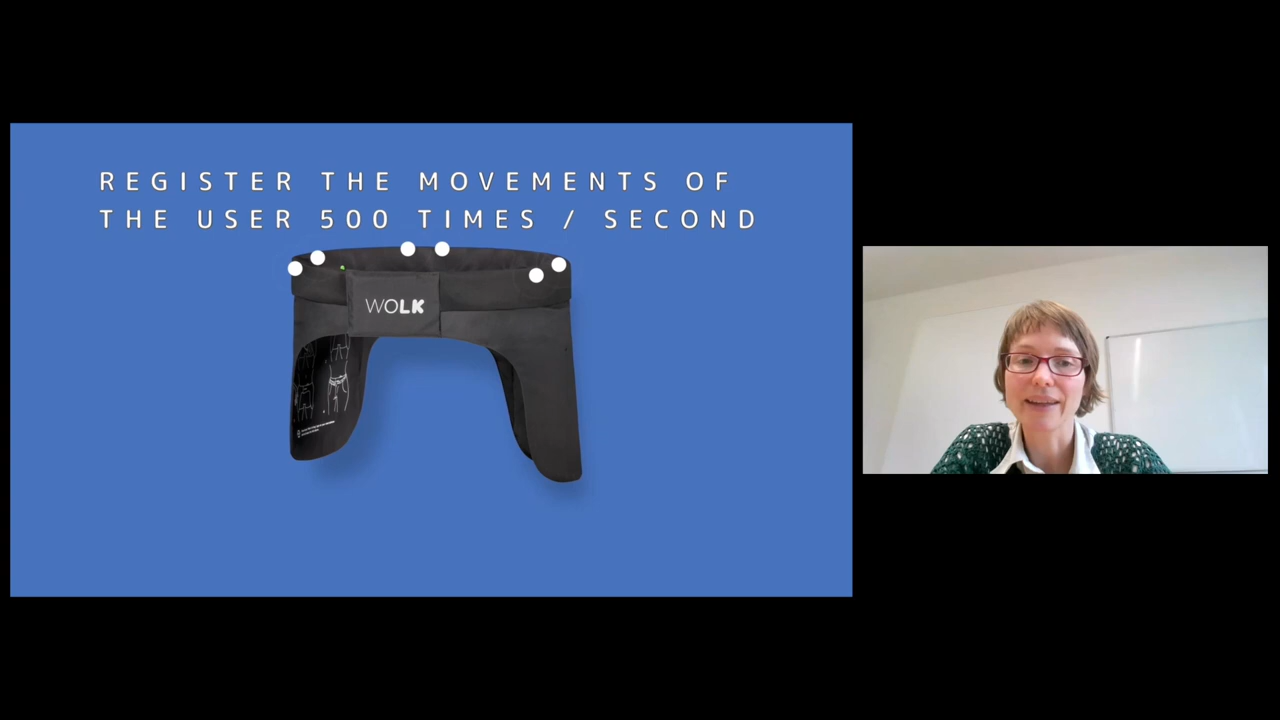 REGISTER THE MOVEMENTS OF
THE USER 500 TIMES / SECOND
WOLK